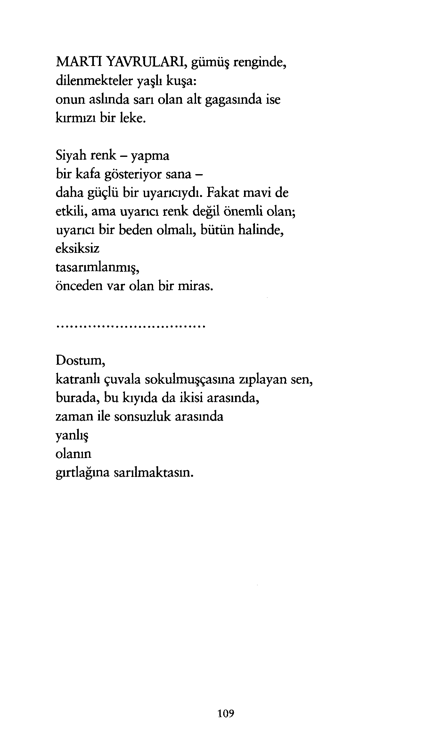 MARTI YAVRULARI, gümüş renginde,
dilenmekteler yaşlı kuşa:
onun aslında sarı olan alt gagasında ise
kırmızı bir leke.
Siyah renk – yapma
bir kafa gösteriyor sana –
daha güçlü bir uyarıcıydı. Fakat mavi de
etkili, ama uyarıcı renk değil önemli olan;
uyarıcı bir beden olmalı, bütün halinde,
eksiksiz
tasarımlanmış,
önceden var olan bir miras.
.................................
Dostum,
katranlı çuvala sokulmuşçasına zıplayan sen,
burada, bu kıyıda da ikisi arasında,
zaman ile sonsuzluk arasında
yanlış
olanın
gırtlağına sarılmaktasın.
109